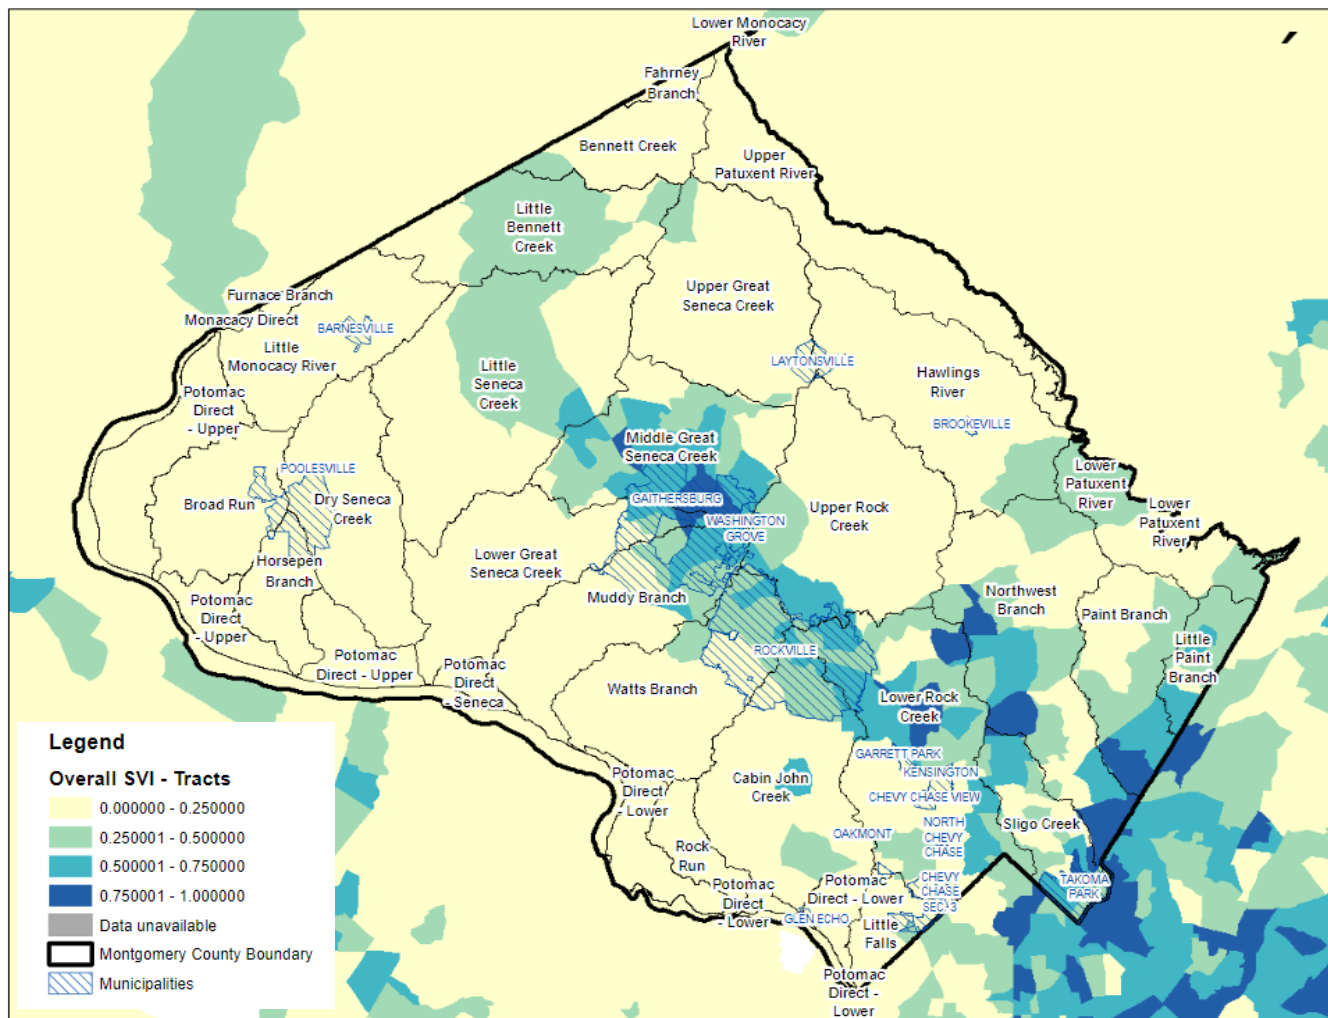 Lower Monocacy
River
Fahrney
Branch
Bennett Creek
Upper
Patuxent River
Little
Bennett
Creek
Upper Great
Seneca Creek
Furnace Branch
Monacacy Direct
BARNESVILLE
Little
Monocacy River
LAYTONSVILLE
Hawlings
River
Little
Seneca
Creek
Potomac
Direct
- Upper
BROOKEVILLE
Middle Great
Seneca Creek
POOLESVILLE
Lower
Patuxent
River
Broad Run
Dry Seneca
Creek
GAITHERSBURG
WASHINGTON
GROVE
Upper Rock
Creek
Lower
Patuxent
River
Lower Great
Seneca Creek
Horsepen
Branch
Muddy Branch
Northwest
Branch
Paint Branch
Potomac
Direct
- Upper
ROCKVILLE
Little
Paint
Branch
Potomac
Direct - Upper
Potomac
Direct
- Seneca
Watts Branch
Lower Rock
Creek
GARRETT PARK
KENSINGTON
Potomac
Direct
- Lower
Cabin John
Creek
CHEVY CHASE VIEW
NORTH
CHEVY
CHASE
Sligo Creek
OAKMONT
Rock
Run
CHEVY
CHASE
SEC. 3
TAKOMA
PARK
Potomac
Direct
- Lower
Potomac
Direct - Lower
GLEN ECHO
Little
Falls
Potomac
Direct -
Lower
Legend
Overall SVI - Tracts
0.000000 - 0.250000
0.250001 - 0.500000
0.500001 - 0.750000
0.750001 - 1.000000
Data unavailable
Montgomery County Boundary
Municipalities